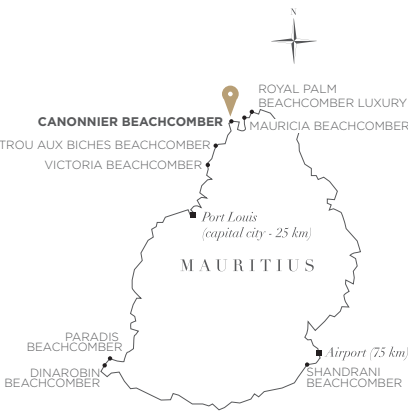 N
ROYAL PALM
BEACHCOMBER LUXURY
CANONNIER BEACHCOMBER
MAURICIA BEACHCOMBER
TROU AUX BICHES BEACHCOMBER
VICTORIA BEACHCOMBER
Port Louis
(capital city - 25 km)
MAURITIUS
PARADIS
BEACHCOMBER
Airport (75 km)
DINAROBIN
BEACHCOMBER
SHANDRANI
BEACHCOMBER